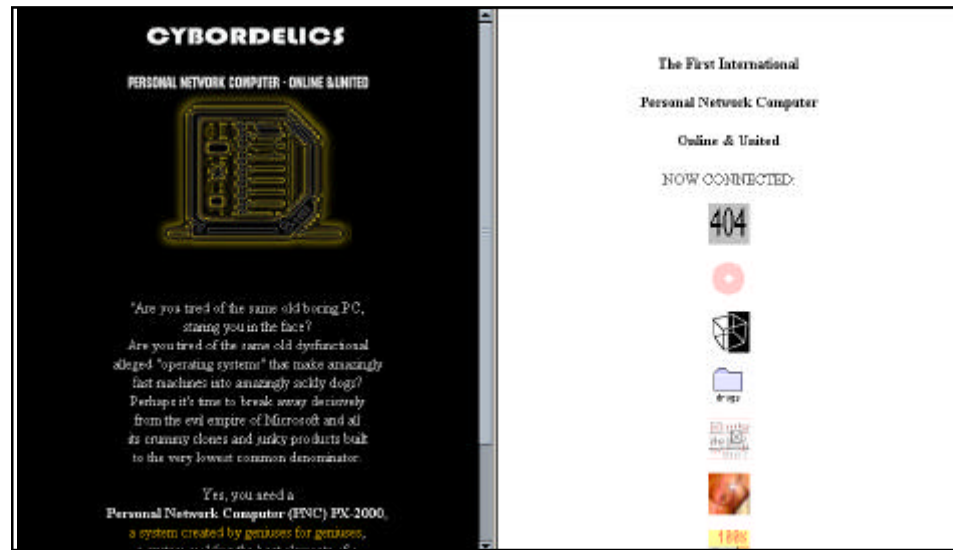 CYBORDELICS
PERSONAL NETWORK COMPUTER - ONLINE & UNITED
"Are you tired of the same old boring PC,
staring you in the face?
Are you tired of the same old dysfunctional
alleged "operating systems" that make amazingly
fast machines into amazingly sickly dogs?
Perhaps it's time to break away decisively
from the evil empire of Microsoft and all
its crummy clones and junky products built
to the very lowest common denominator.
Yes, you need a
Personal Network Computer (PNC) PX-2000,
a system created by geniuses for geniuses,
The First International
Personal Network Computer
Online & United
NOW CONNECTED:
404
drugs
100%